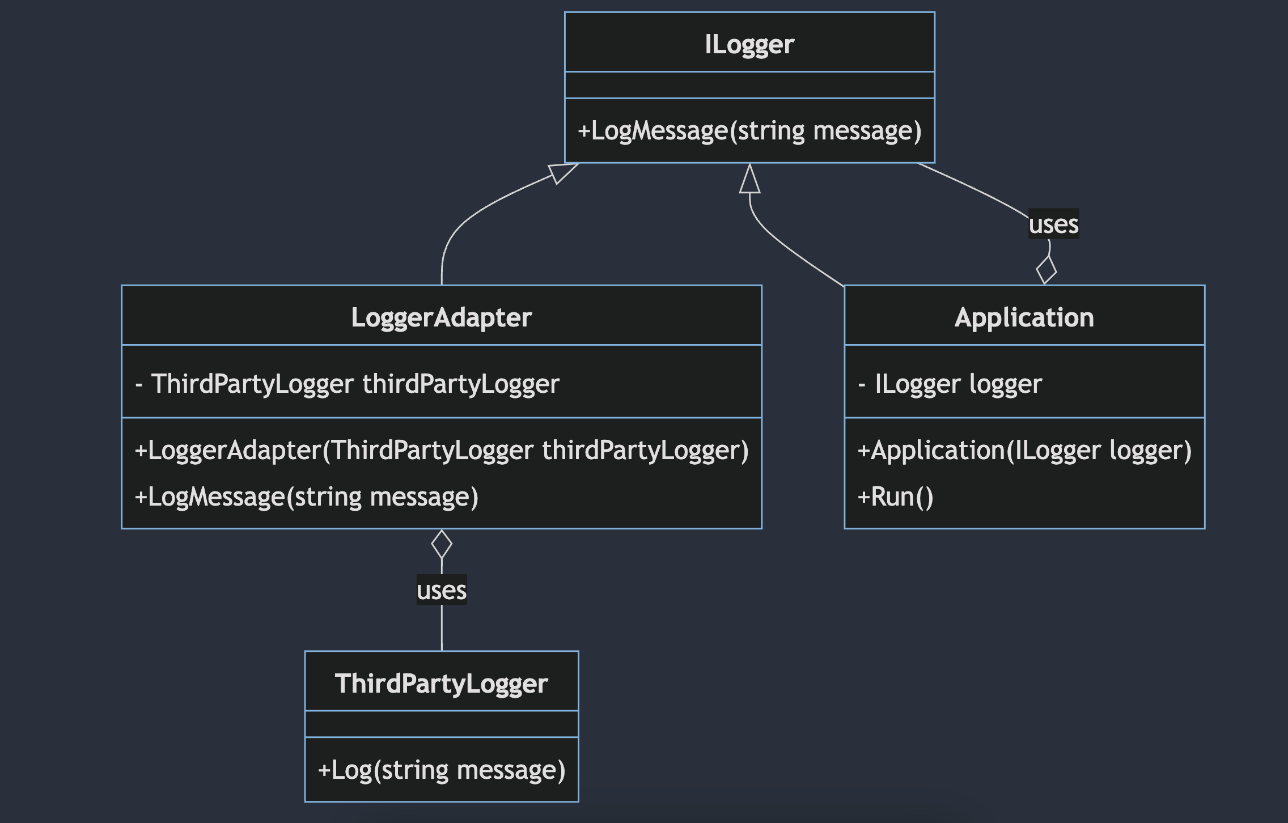 ILogger
+LogMessage(string message)
uses
LoggerAdapter
- ThirdPartyLogger thirdPartyLogger
+LoggerAdapter(ThirdPartyLogger thirdPartyLogger)
+LogMessage(string message)
Application
- ILogger logger
+Application(ILogger logger)
+Run()
uses
ThirdPartyLogger
+Log(string message)